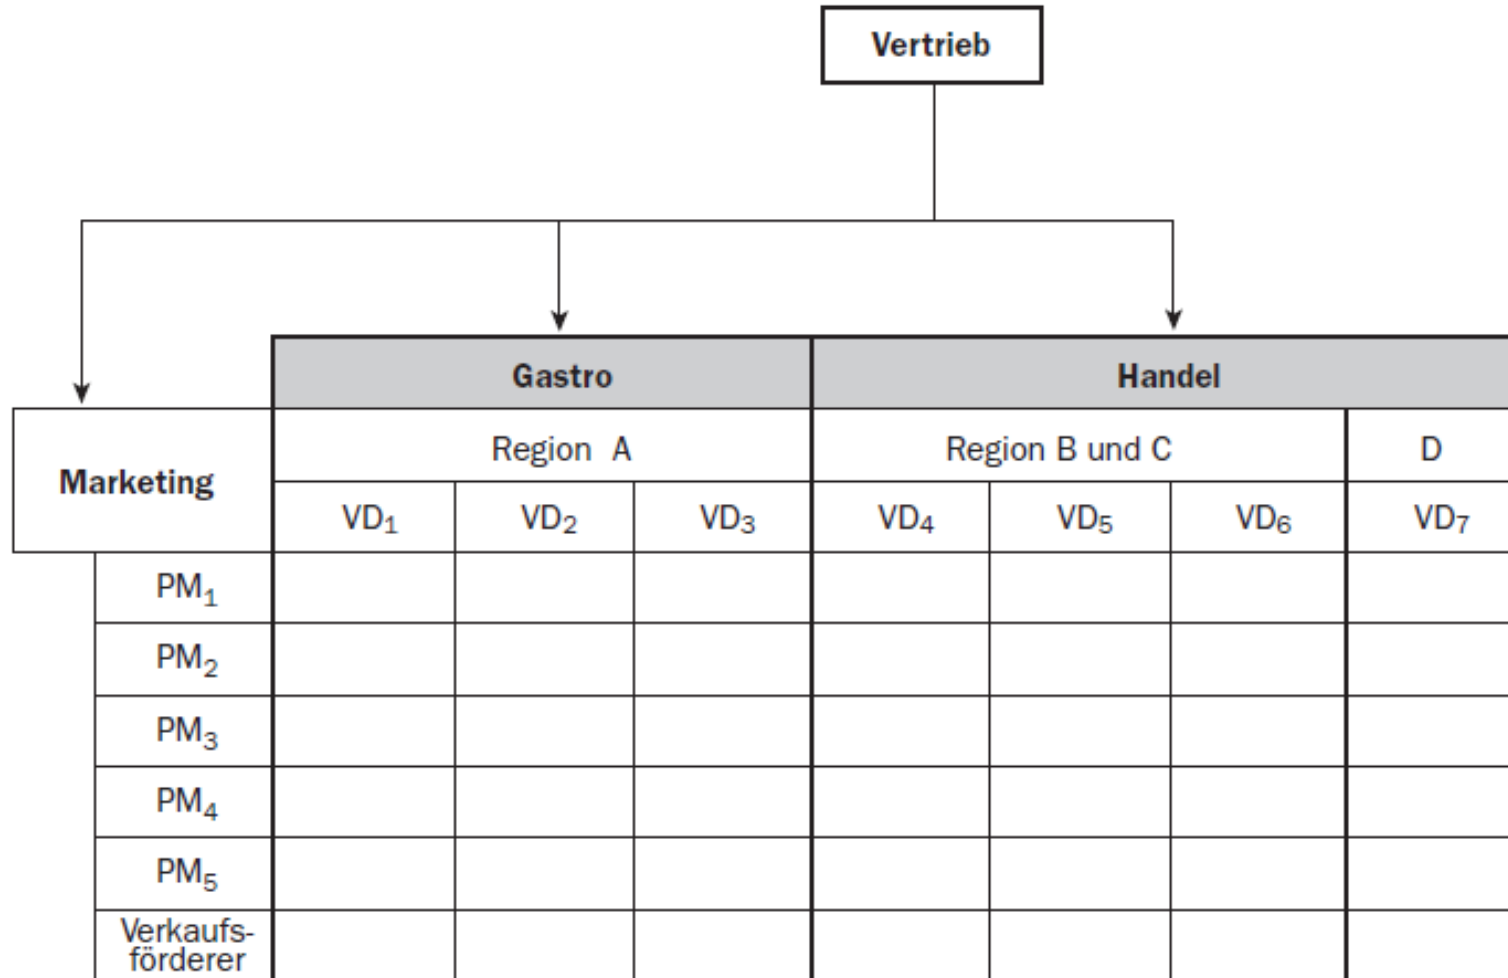 Vertrieb
Gastro Handel
Marketing
Region A Region B und C D
VD₁ VD₂ VD₃ VD₄ VD₅ VD₆ VD₇
PM₁
PM₂
PM₃
PM₄
PM₅
Verkaufs-
förderer